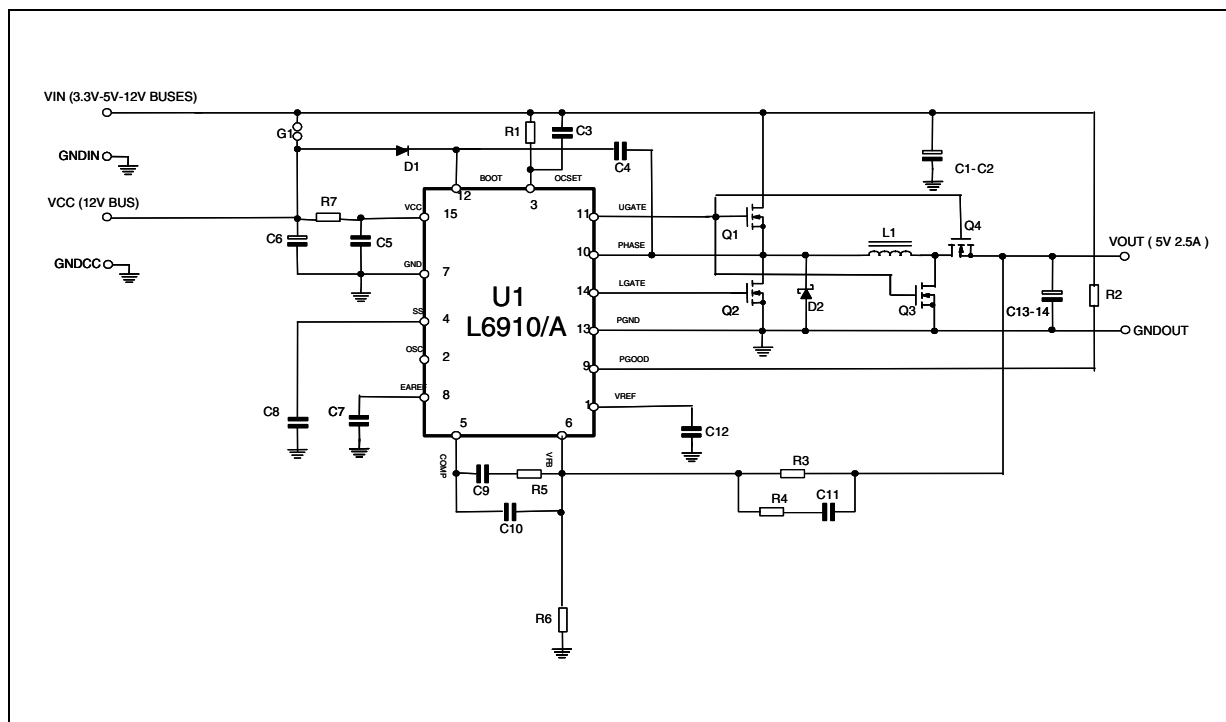 VIN (3.3V-5V-12V BUSES)
G1
R1
C3
GNDIN
D1
C4
C1-C2
BOOT
OCSET
12
3
VCC (12V BUS)
R7
VCC
15
11
UGATE
Q1
Q4
C6
C5
10
PHASE
L1
VOUT ( 5V 2.5A )
GNDCC
GND
7
U1
L6910/A
14
LGATE
Q2
D2
Q3
C13-14
R2
SS
4
13
PGND
GNDOUT
OSC
2
9
PGOOD
EAREF
8
1
VREF
C8
C7
5
6
C12
COMP
VFB
C9
R5
R3
R4
C11
C10
R6